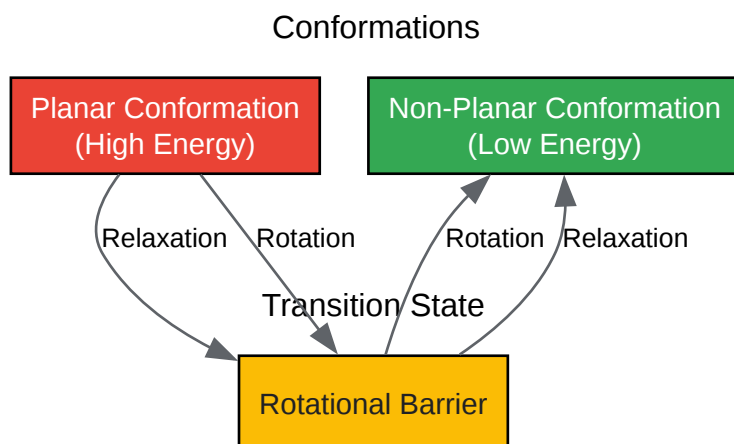 Conformations
Planar Conformation
(High Energy)
Non-Planar Conformation
(Low Energy)
Relaxation
Rotation
Rotation
Relaxation
Transition State
Rotational Barrier